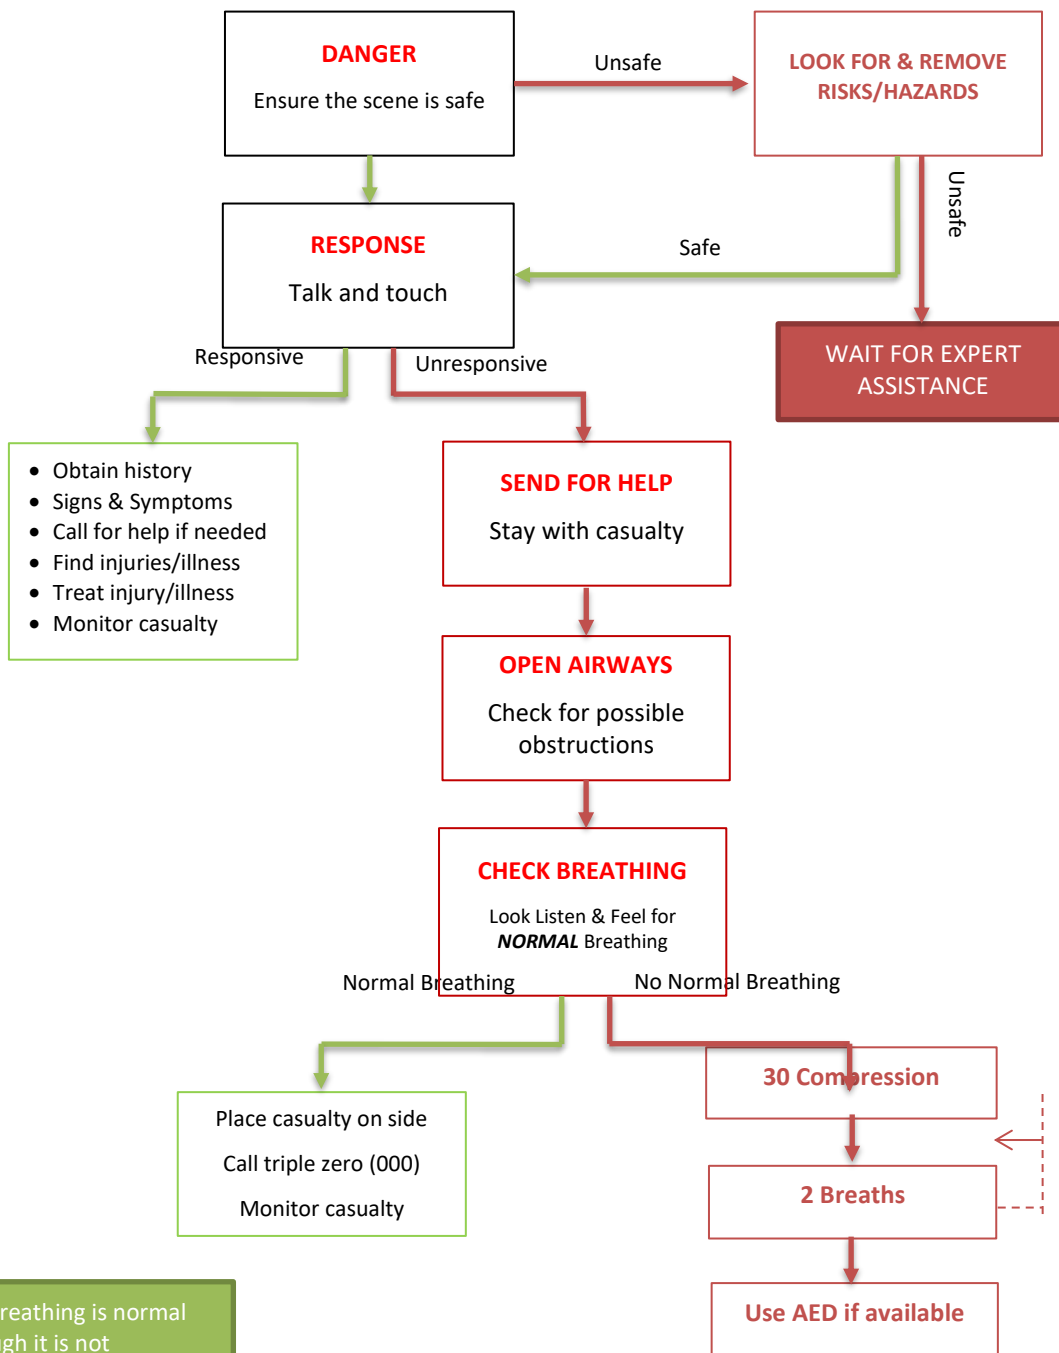 DANGER
Ensure the scene is safe
Unsafe
LOOK FOR & REMOVE
RISKS/HAZARDS
Unsafe
Safe
RESPONSE
Talk and touch
WAIT FOR EXPERT
ASSISTANCE
Responsive
Unresponsive
• Obtain history
• Signs & Symptoms
• Call for help if needed
• Find injuries/illness
• Treat injury/illness
• Monitor casualty
SEND FOR HELP
Stay with casualty
OPEN AIRWAYS
Check for possible
obstructions
CHECK BREATHING
Look Listen & Feel for
NORMAL Breathing
Normal Breathing
No Normal Breathing
Place casualty on side
Call triple zero (000)
Monitor casualty
30 Compression
2 Breaths
Use AED if available
breathing is normal
it is not